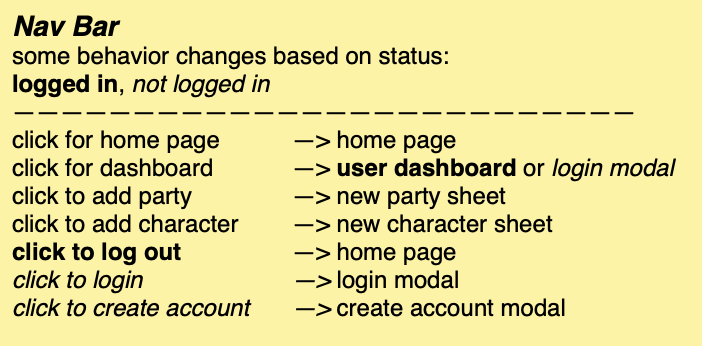 Nav Bar
some behavior changes based on status:
logged in, not logged in
——————————————————————————
click for home page —> home page
click for dashboard —> user dashboard or login modal
click to add party —> new party sheet
click to add character —> new character sheet
click to log out —> home page
click to login —> login modal
click to create account —> create account modal